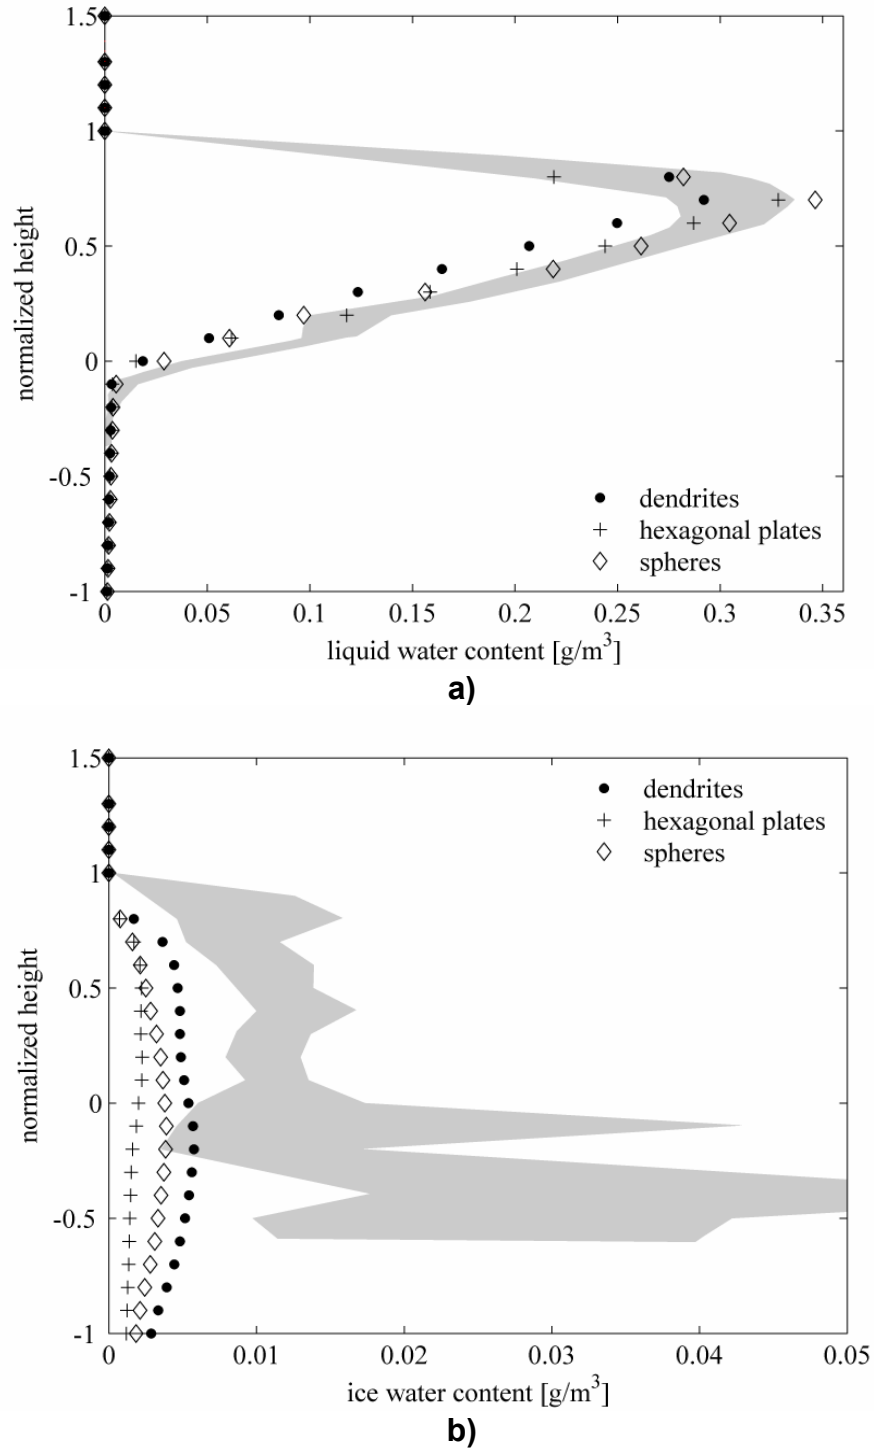 1.5
1
0.5
0
-0.5
-1
normalized height
dendrites
hexagonal plates
spheres
0 0.05 0.1 0.15 0.2 0.25 0.3 0.35
liquid water content [g/m³]
a)
1.5
1
0.5
0
-0.5
-1
normalized height
dendrites
hexagonal plates
spheres
0 0.01 0.02 0.03 0.04 0.05
ice water content [g/m³]
b)